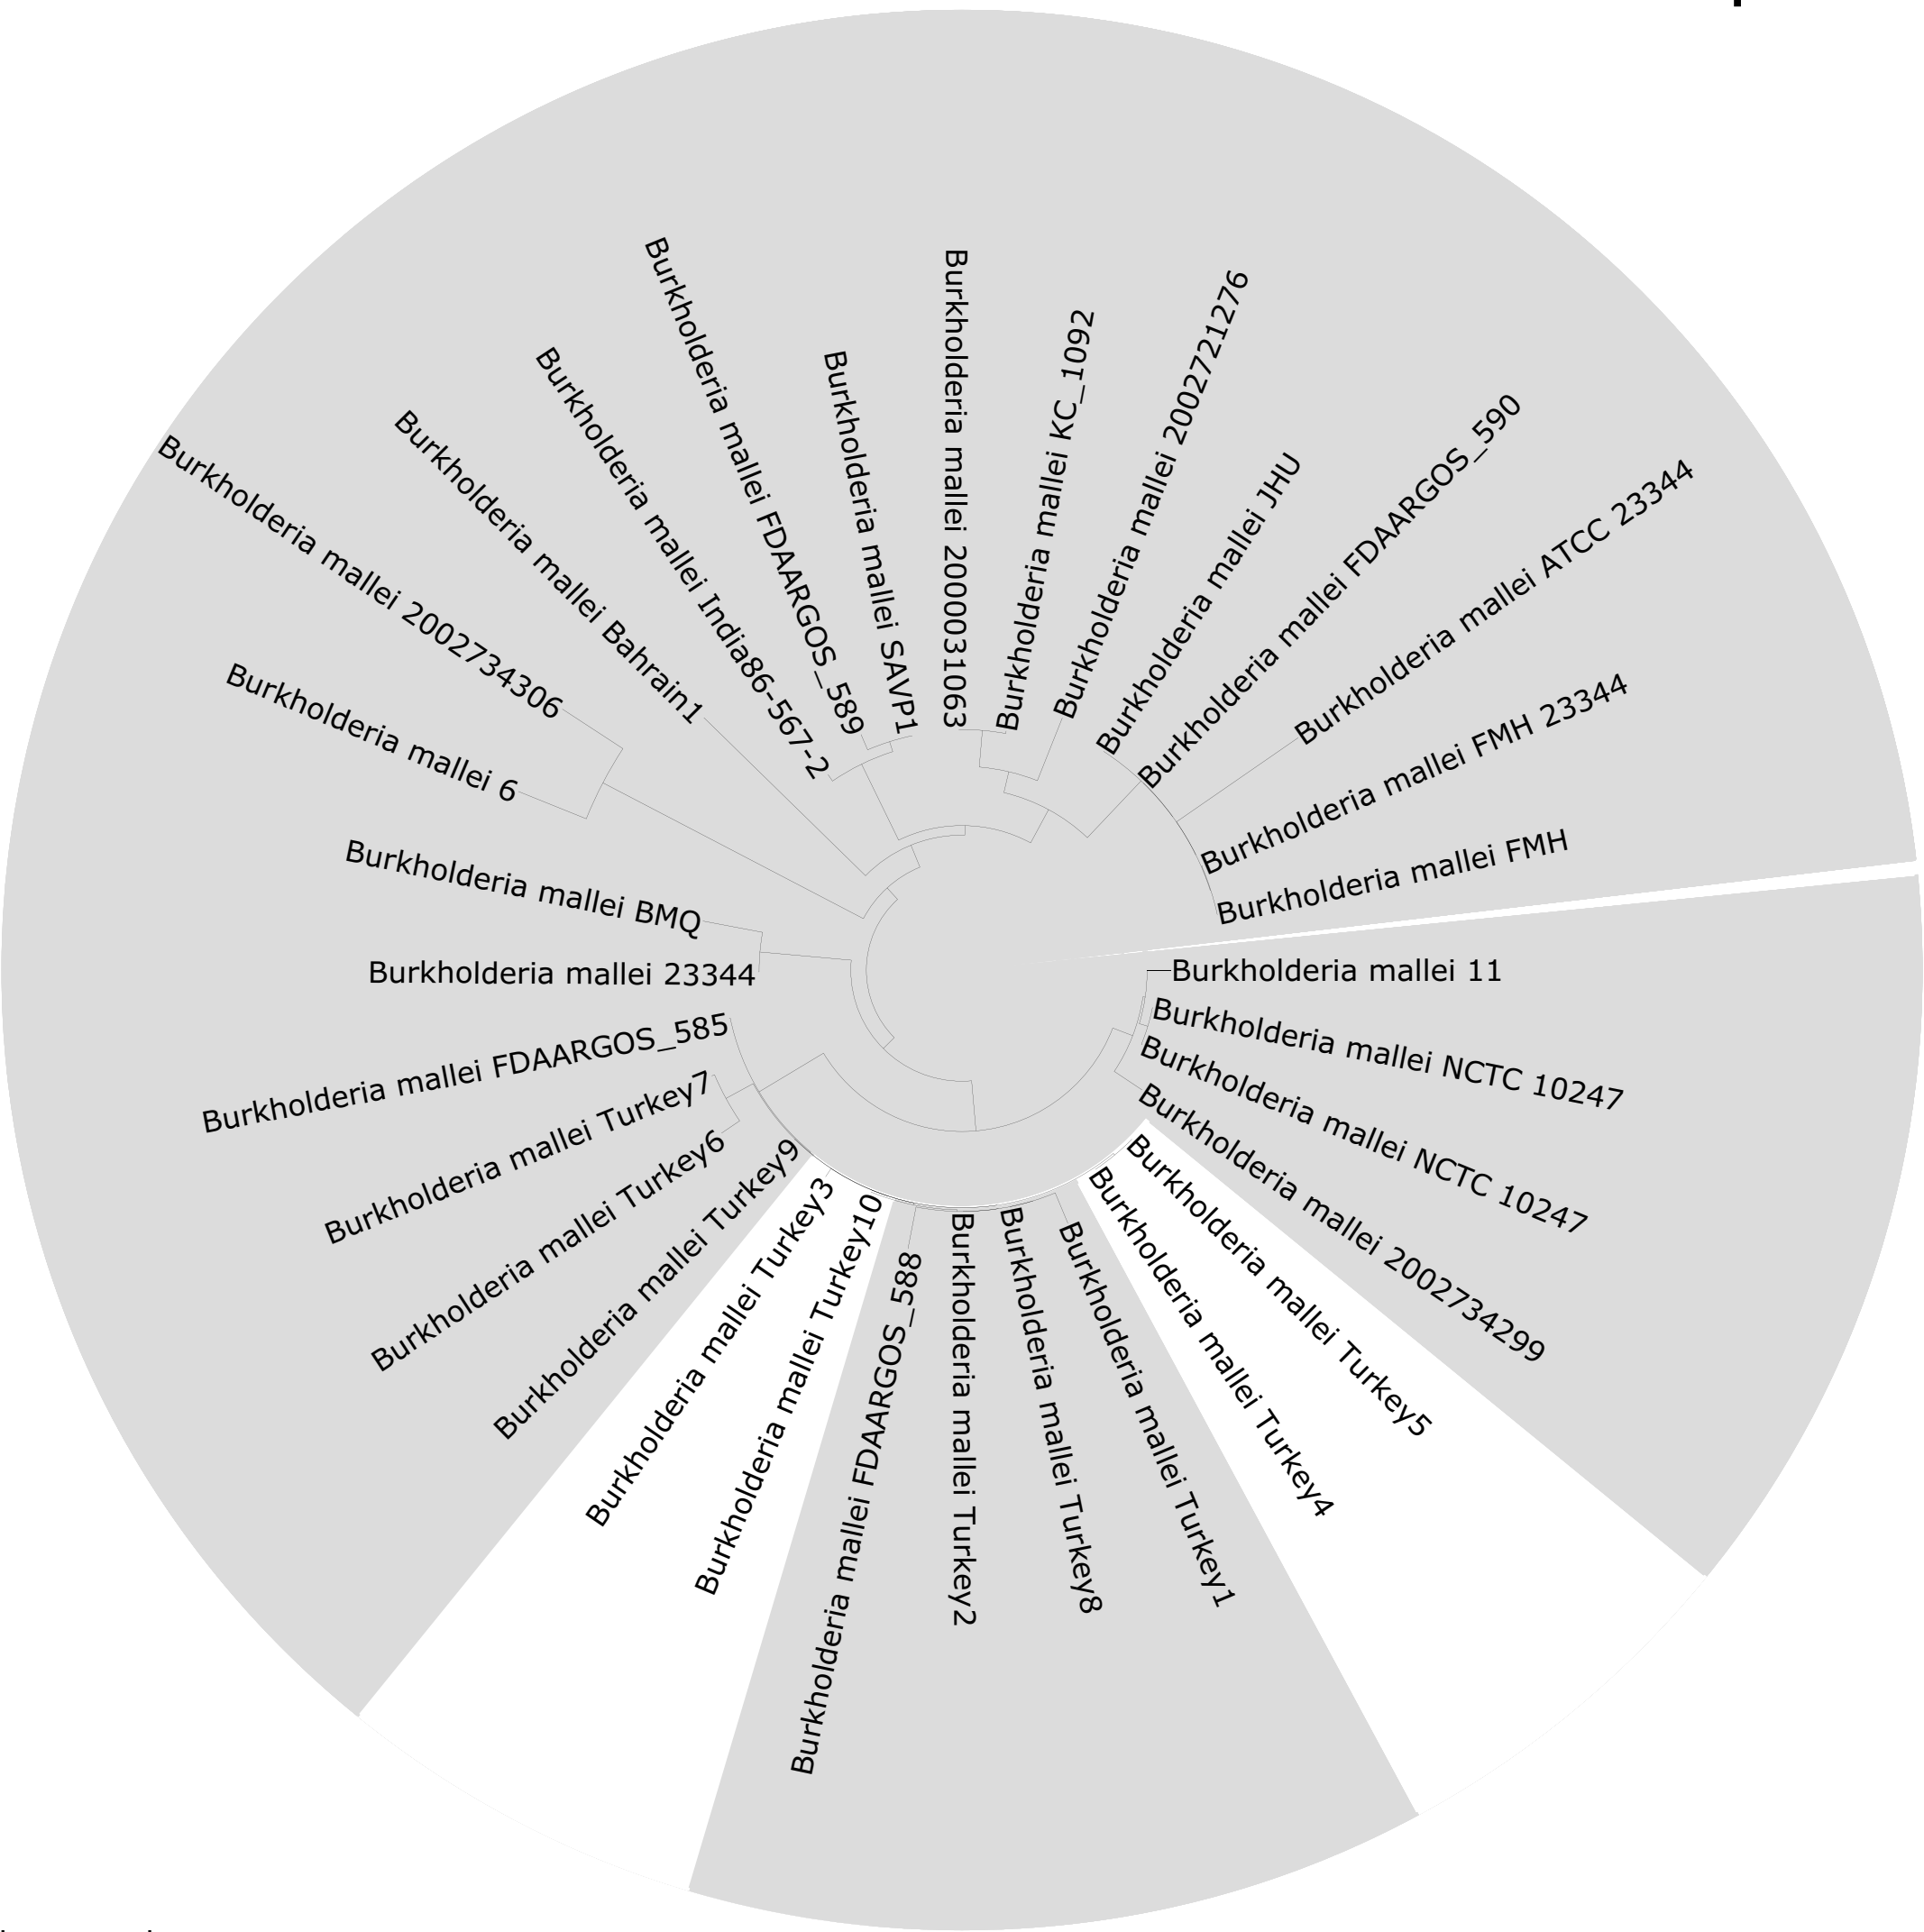 Burkholderia mallei 2000031063
Burkholderia mallei KC_1092
Burkholderia mallei 2002721276
Burkholderia mallei JHU
Burkholderia mallei FDAARGOS_590
Burkholderia mallei ATCC 23344
Burkholderia mallei FMH 23344
Burkholderia mallei FMH
Burkholderia mallei 11
Burkholderia mallei NCTC 10247
Burkholderia mallei NCTC 10247
Burkholderia mallei 2002734299
Burkholderia mallei Turkey5
Burkholderia mallei Turkey4
Burkholderia mallei Turkey1
Burkholderia mallei Turkey8
Burkholderia mallei Turkey2
Burkholderia mallei FDAARGOS_588
Burkholderia mallei Turkey10
Burkholderia mallei Turkey3
Burkholderia mallei Turkey9
Burkholderia mallei Turkey6
Burkholderia mallei Turkey7
Burkholderia mallei FDAARGOS_585
Burkholderia mallei 23344
Burkholderia mallei BMQ
Burkholderia mallei 6
Burkholderia mallei 2002734306
Burkholderia mallei Bahrain1
Burkholderia mallei India86-567-2
Burkholderia mallei FDAARGOS_589
Burkholderia mallei SAVP1